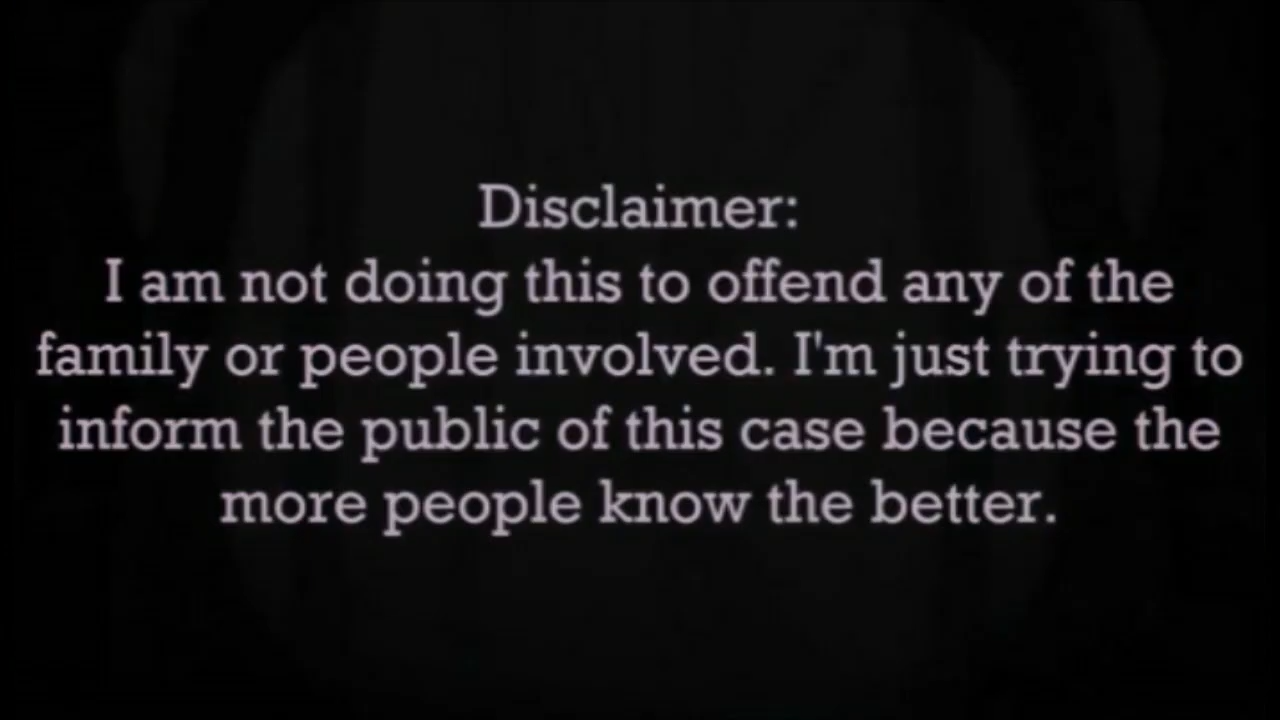 Disclaimer:
I am not doing this to offend any of the
family or people involved. I'm just trying to
inform the public of this case because the
more people know the better.